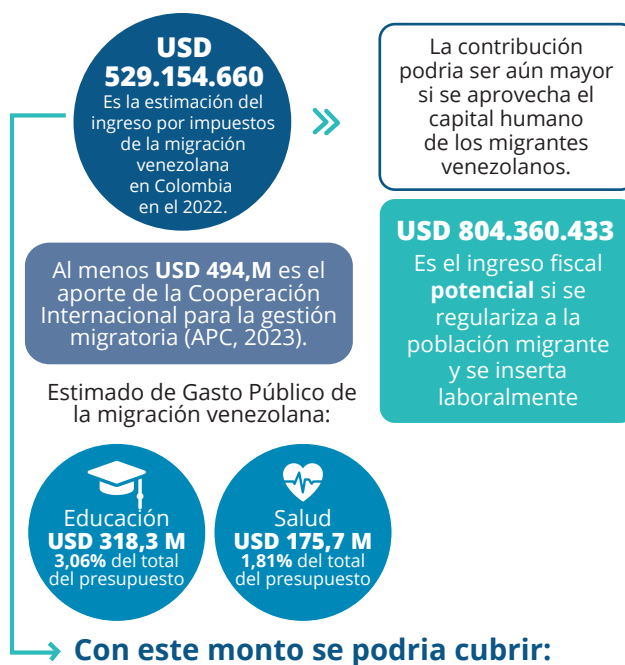 USD
529.154.660
Es la estimación del
ingreso por impuestos
de la migración
venezolana
en Colombia
en el 2022.
La contribución
podria ser aún mayor
si se aprovecha el
capital humano
de los migrantes
venezolanos.
USD 804.360.433
Es el ingreso fiscal
potencial si se
regulariza a la
población migrante
y se inserta
laboralmente
Al menos USD 494,M es el
aporte de la Cooperación
Internacional para la gestión
migratoria (APC, 2023).
Estimado de Gasto Público de
la migración venezolana:
Educación
USD 318,3 M
3,06% del total
del presupuesto
Salud
USD 175,7 M
1,81% del total
del presupuesto
Con este monto se podria cubrir: